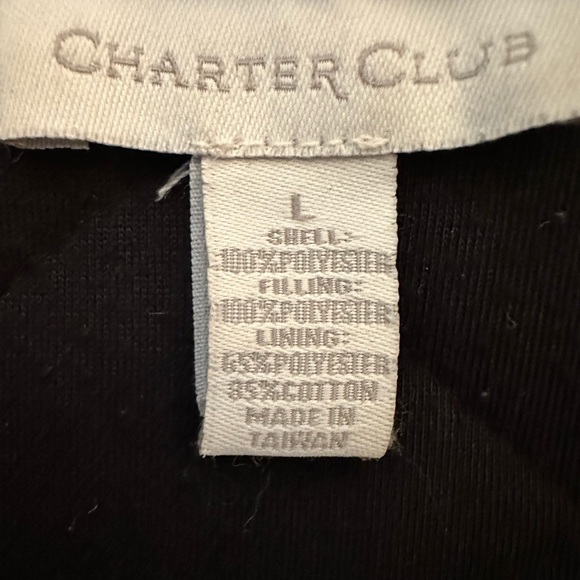 CHARTER CLUB
L
SHELL:
100%POLYESTER
FILLING:
100%POLYESTER
LINING:
65%POLYESTER
35%COTTON
MADE IN
TAIWAN